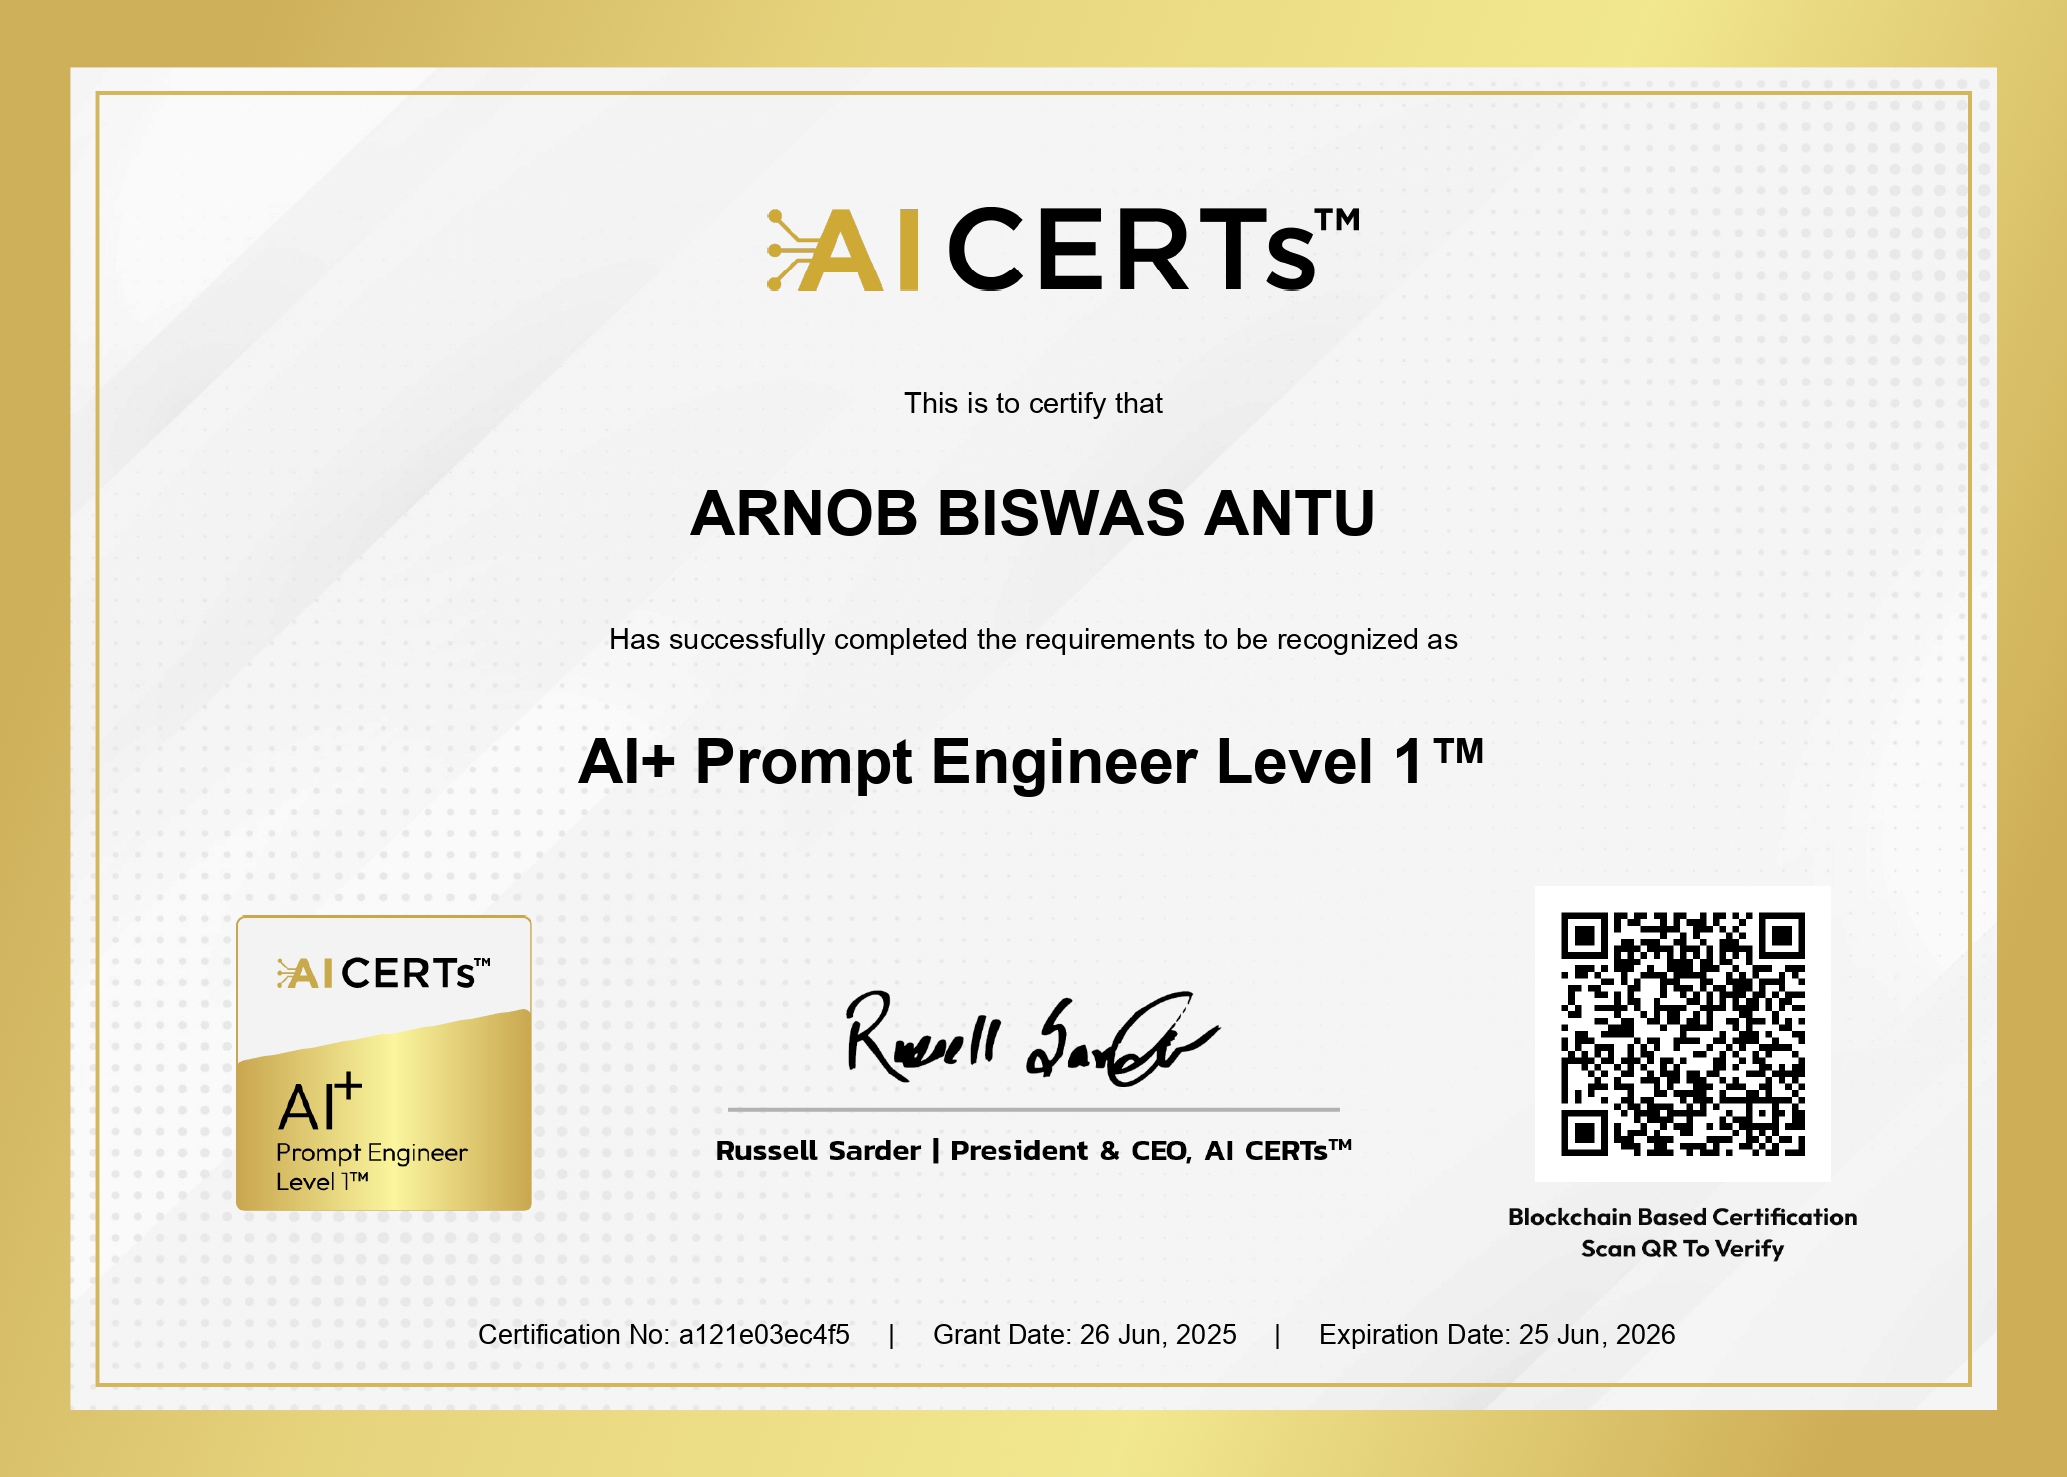 AI CERTs™
This is to certify that
ARNOB BISWAS ANTU
Has successfully completed the requirements to be recognized as
AI+ Prompt Engineer Level 1™
AI CERTs™
AI+
Prompt Engineer
Level 1™
Russell Sarder
Russell Sarder | President & CEO, AI CERTs™
Blockchain Based Certification
Scan QR To Verify
Certification No: a121e03ec4f5 | Grant Date: 26 Jun, 2025 | Expiration Date: 25 Jun, 2026